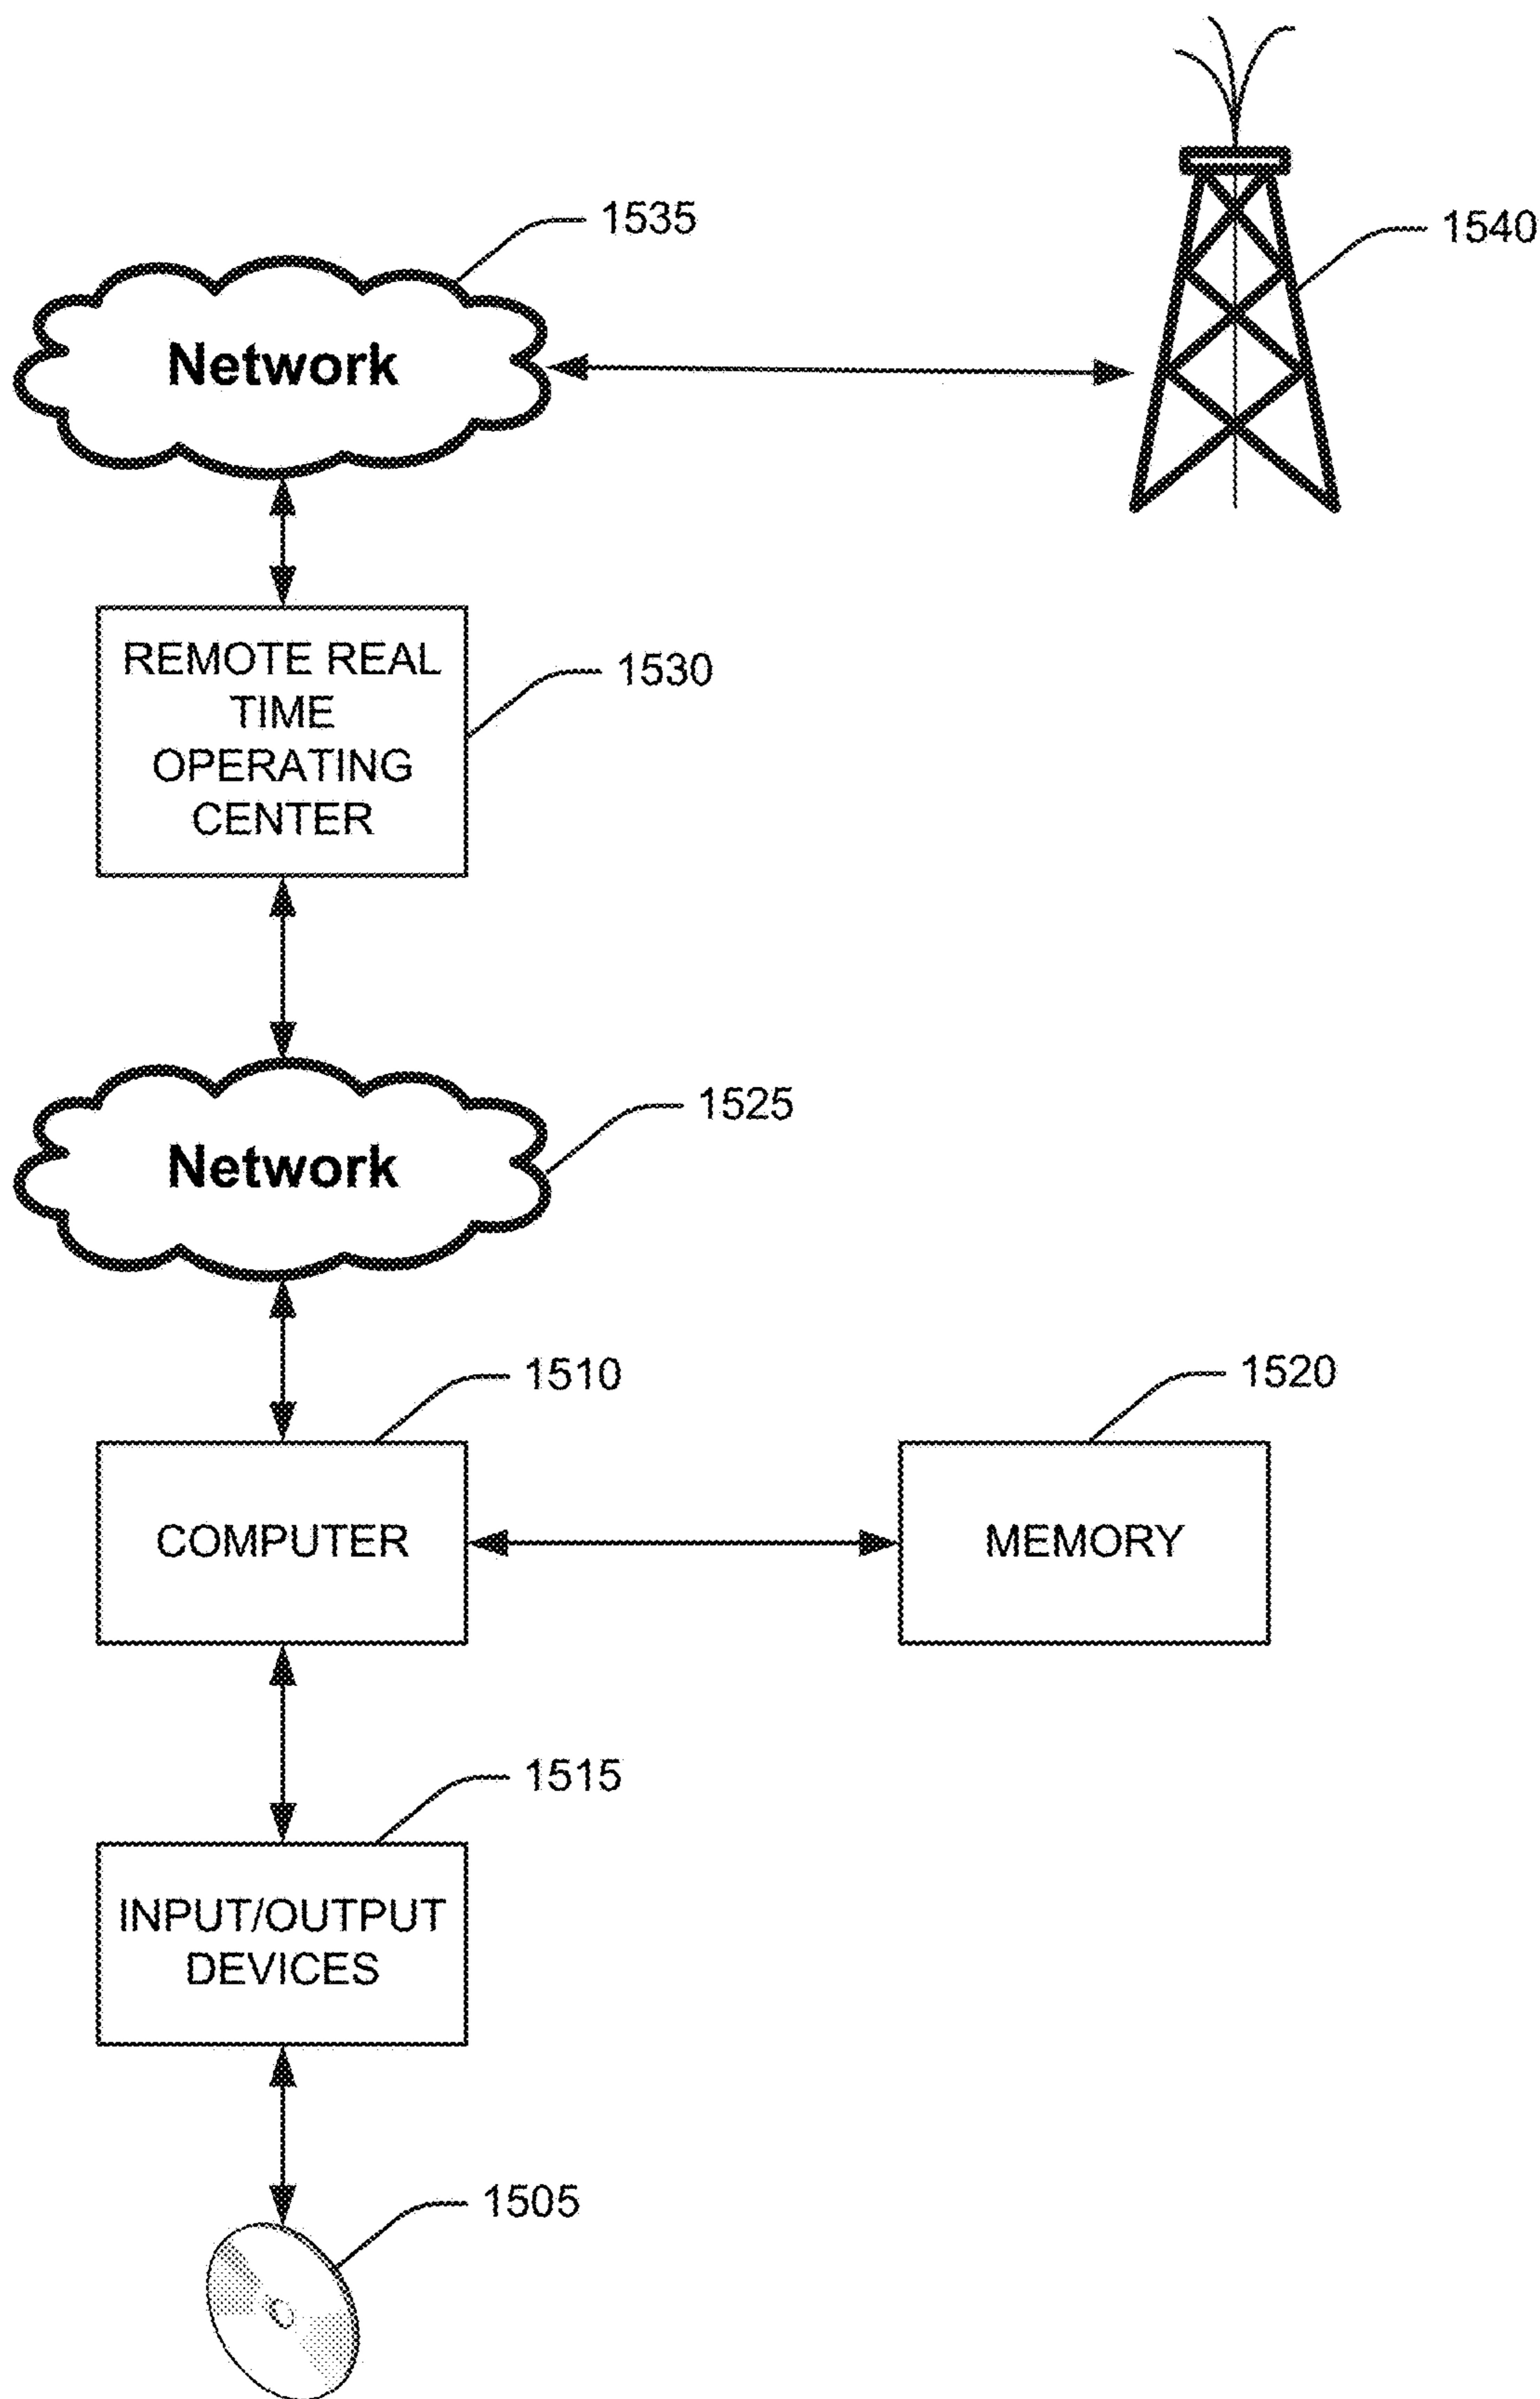 1535
1540
Network
REMOTE REAL
TIME
OPERATING
CENTER
1530
1525
Network
1510
1520
COMPUTER
MEMORY
1515
INPUT/OUTPUT
DEVICES
1505